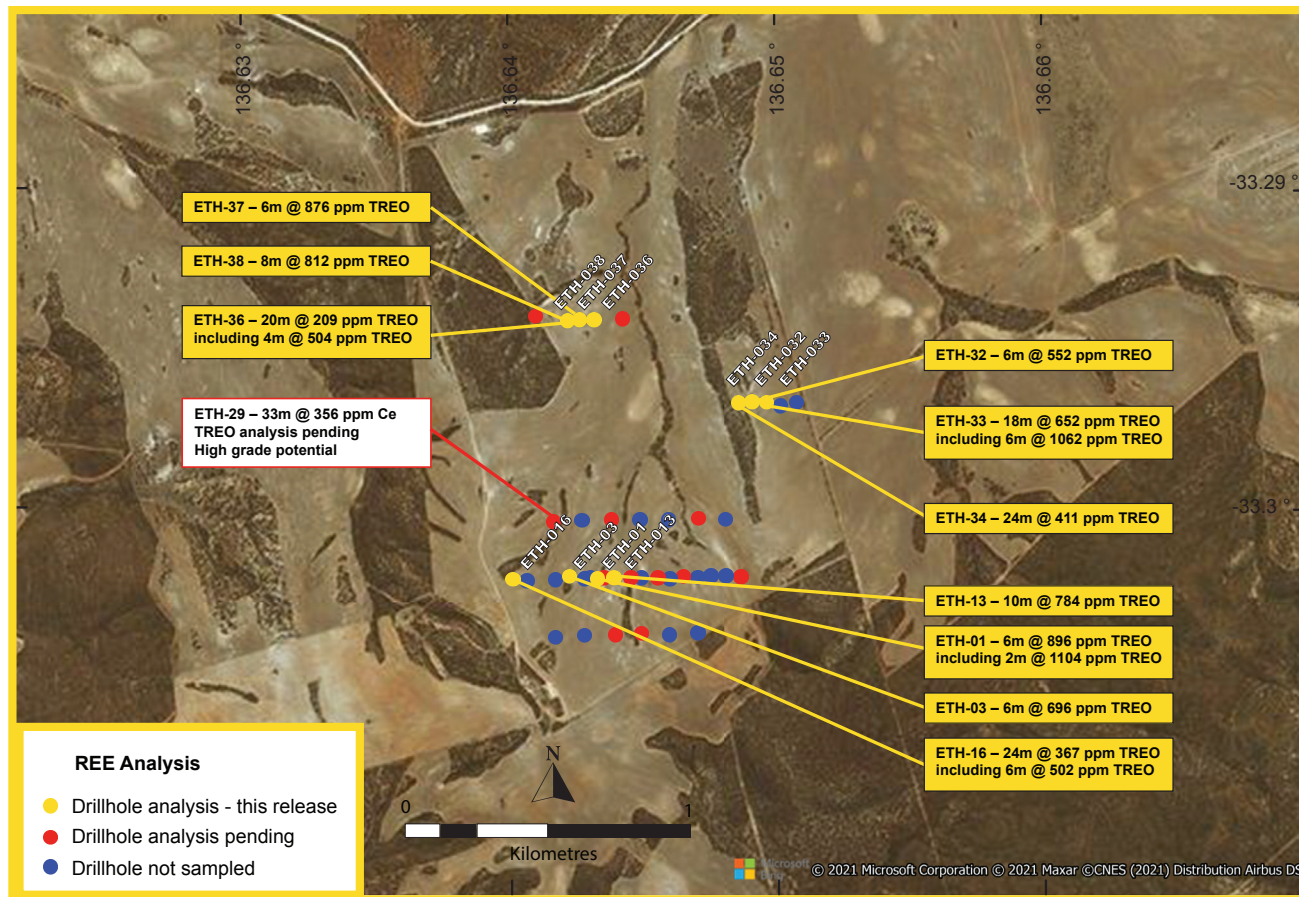 136.63 °
136.64 °
136.65 °
136.66 °
-33.29 °
ETH-37 – 6m @ 876 ppm TREO
ETH-38 – 8m @ 812 ppm TREO
ETH-36 – 20m @ 209 ppm TREO
including 4m @ 504 ppm TREO
ETH-038
ETH-037
ETH-036
ETH-034
ETH-032
ETH-033
ETH-32 – 6m @ 552 ppm TREO
ETH-33 – 18m @ 652 ppm TREO
including 6m @ 1062 ppm TREO
ETH-29 – 33m @ 356 ppm Ce
TREO analysis pending
High grade potential
-33.3 °
ETH-34 – 24m @ 411 ppm TREO
ETH-016
ETH-03
ETH-01
ETH-013
ETH-13 – 10m @ 784 ppm TREO
ETH-01 – 6m @ 896 ppm TREO
including 2m @ 1104 ppm TREO
ETH-03 – 6m @ 696 ppm TREO
ETH-16 – 24m @ 367 ppm TREO
including 6m @ 502 ppm TREO
REE Analysis
Drillhole analysis - this release
Drillhole analysis pending
Drillhole not sampled
N
0
1
Kilometres
Microsoft
Bing
© 2021 Microsoft Corporation © 2021 Maxar ©CNES (2021) Distribution Airbus DS